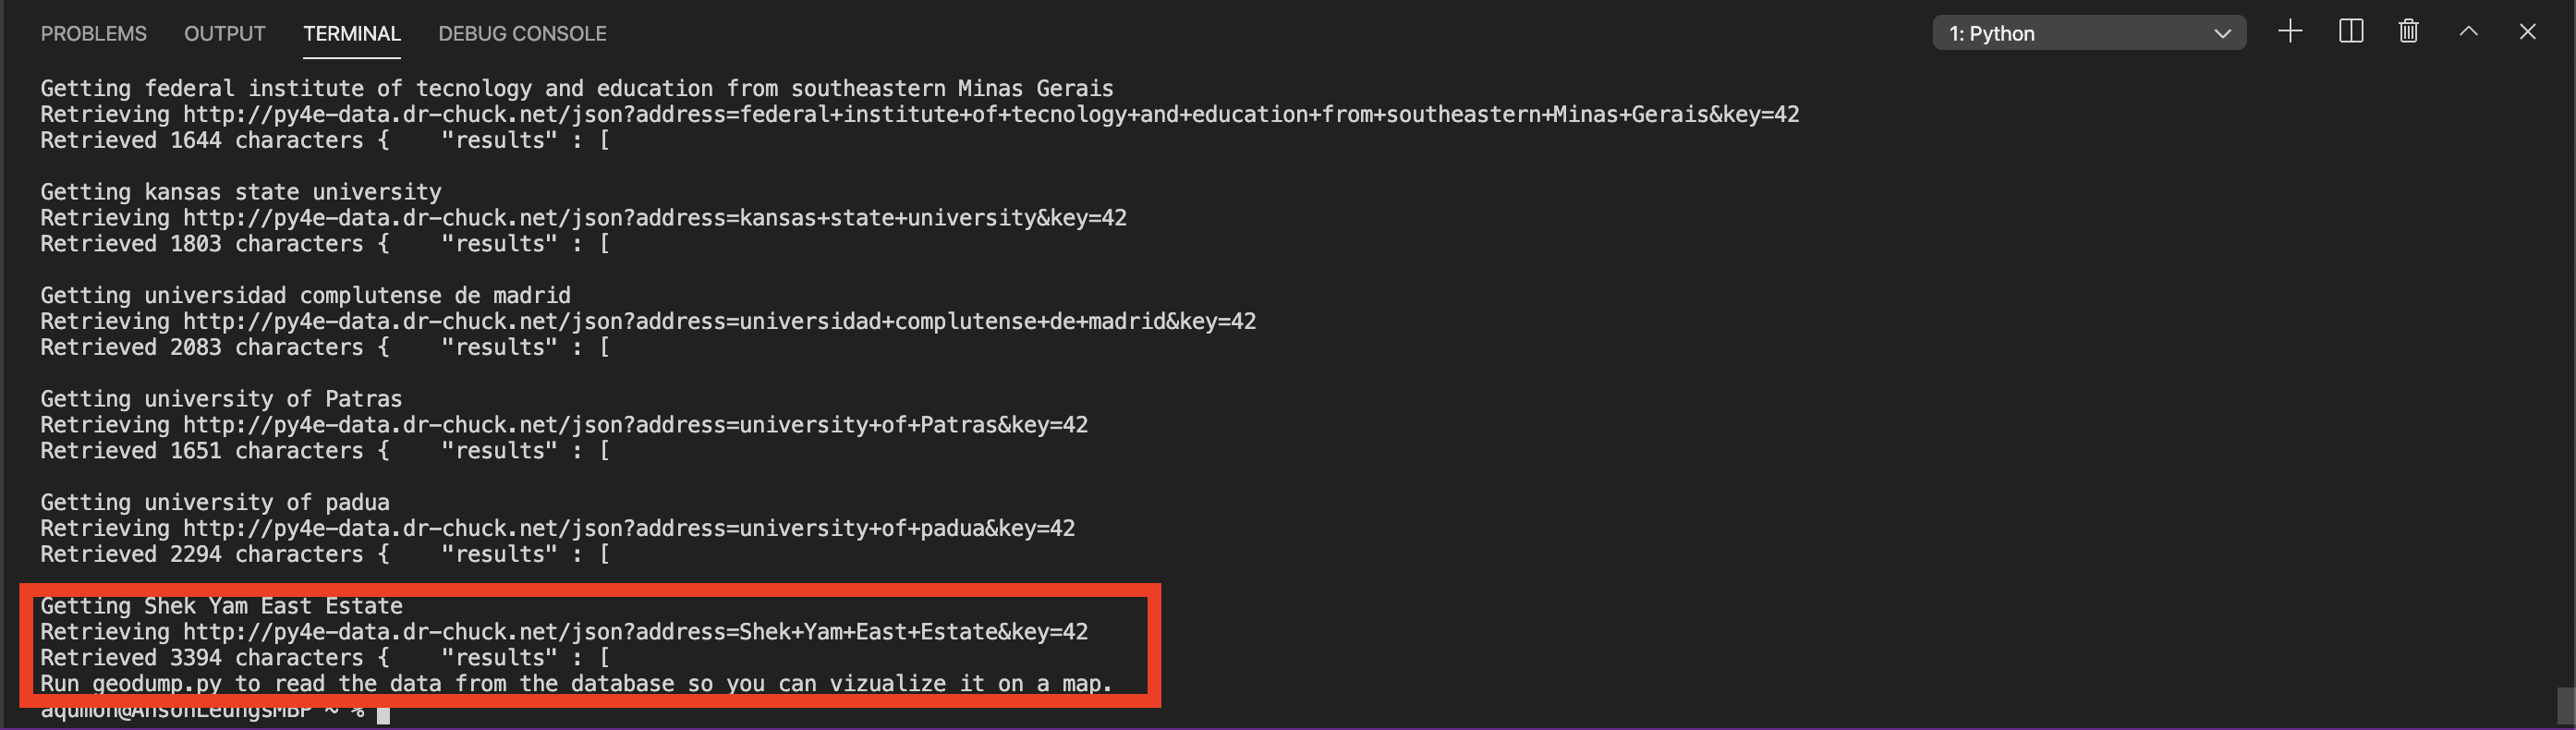 PROBLEMS OUTPUT TERMINAL DEBUG CONSOLE 1: Python
Getting federal institute of tecnology and education from southeastern Minas Gerais
Retrieving http://py4e-data.dr-chuck.net/json?address=federal+institute+of+tecnology+and+education+from+southeastern+Minas+Gerais&key=42
Retrieved 1644 characters {    "results" : [
Getting kansas state university
Retrieving http://py4e-data.dr-chuck.net/json?address=kansas+state+university&key=42
Retrieved 1803 characters {    "results" : [
Getting universidad complutense de madrid
Retrieving http://py4e-data.dr-chuck.net/json?address=universidad+complutense+de+madrid&key=42
Retrieved 2083 characters {    "results" : [
Getting university of Patras
Retrieving http://py4e-data.dr-chuck.net/json?address=university+of+Patras&key=42
Retrieved 1651 characters {    "results" : [
Getting university of padua
Retrieving http://py4e-data.dr-chuck.net/json?address=university+of+padua&key=42
Retrieved 2294 characters {    "results" : [
Getting Shek Yam East Estate
Retrieving http://py4e-data.dr-chuck.net/json?address=Shek+Yam+East+Estate&key=42
Retrieved 3394 characters {    "results" : [
Run geodump.py to read the data from the database so you can vizualize it on a map.
aqumon@AnsonLeungsMBP ~ %